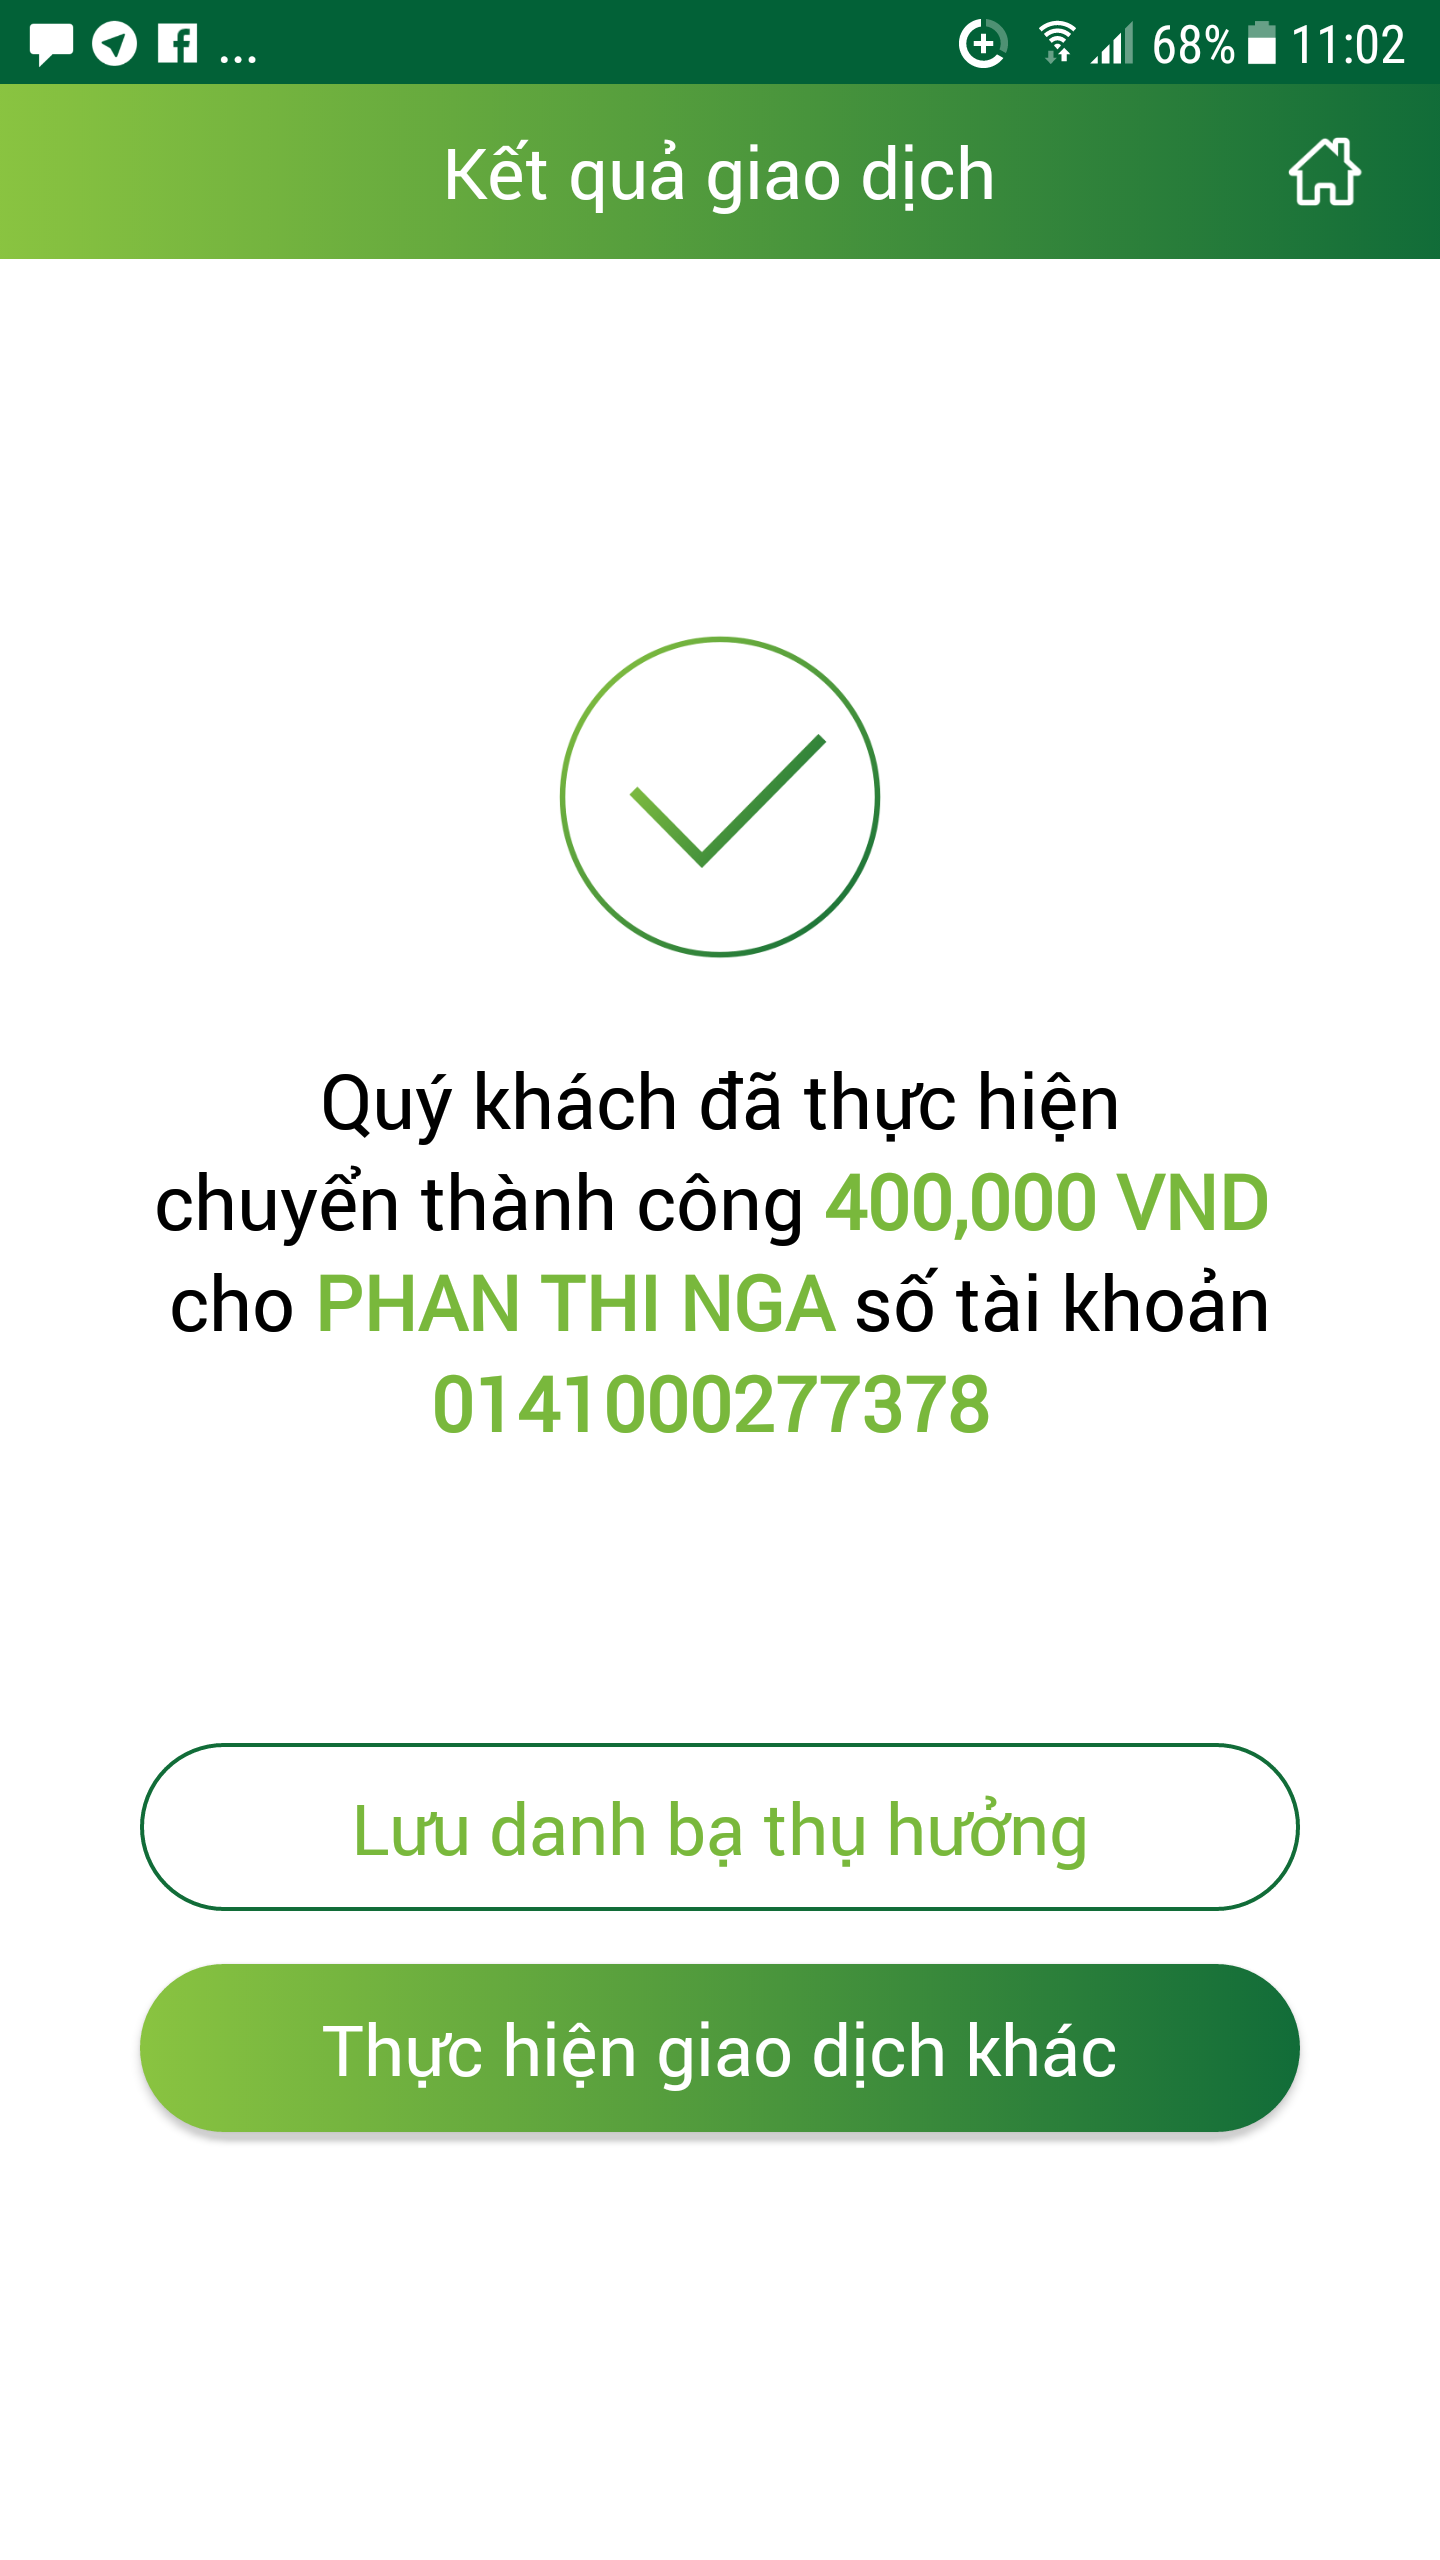 ... 68% 11:02
Kết quả giao dịch
Quý khách đã thực hiện
chuyển thành công 400,000 VND
cho PHAN THI NGA số tài khoản
0141000277378
Lưu danh bạ thụ hưởng
Thực hiện giao dịch khác